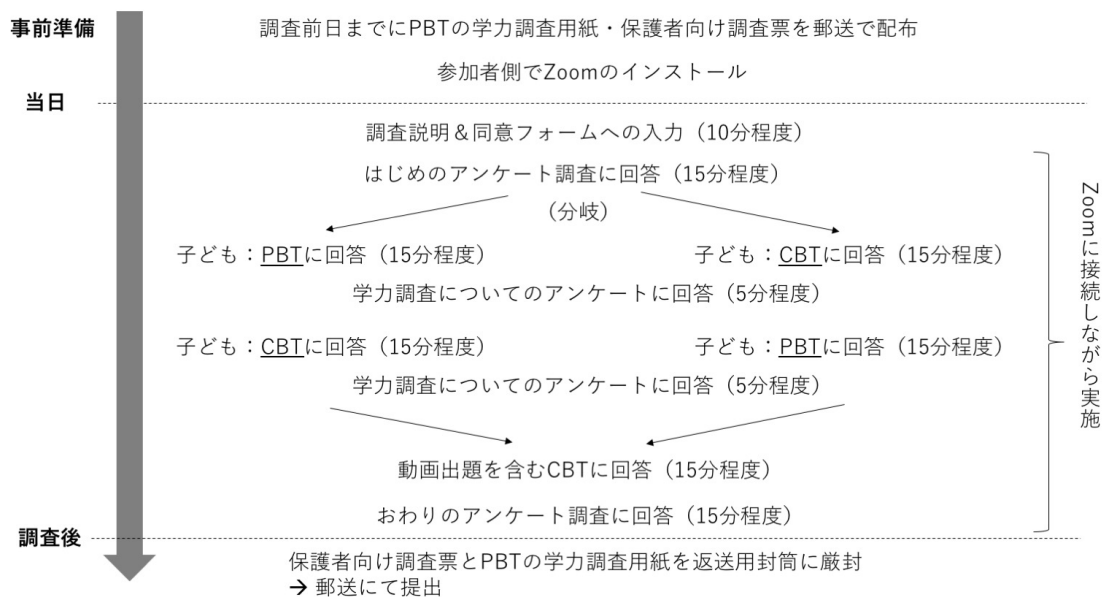 事前準備
調査前日までにPBTの学力調査用紙・保護者向け調査票を郵送で配布
参加者側でZoomのインストール
当日
調査説明＆同意フォームへの入力（10分程度）
はじめのアンケート調査に回答（15分程度）
（分岐）
子ども：PBTに回答（15分程度）
子ども：CBTに回答（15分程度）
学力調査についてのアンケートに回答（5分程度）
子ども：CBTに回答（15分程度）
子ども：PBTに回答（15分程度）
学力調査についてのアンケートに回答（5分程度）
動画出題を含むCBTに回答（15分程度）
おわりのアンケート調査に回答（15分程度）
Zoomに接続しながら実施
調査後
保護者向け調査票とPBTの学力調査用紙を返送用封筒に厳封
→ 郵送にて提出